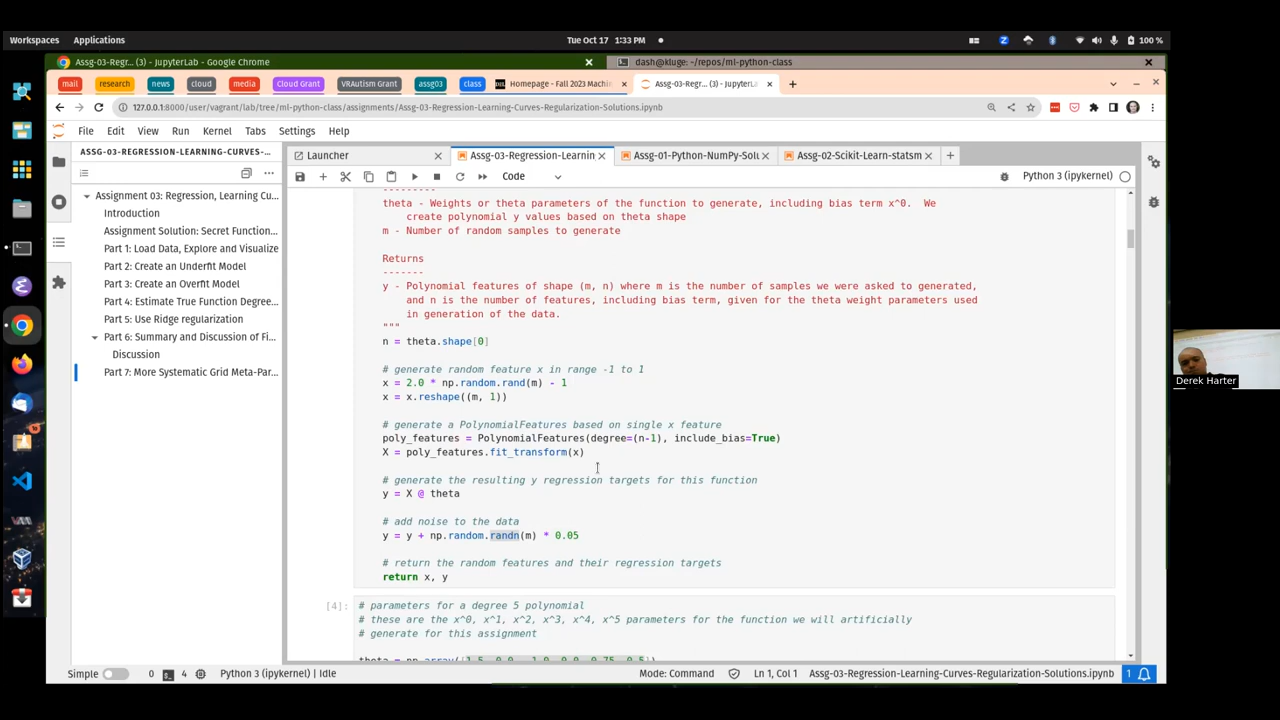 Workspaces Applications Tue Oct 17 1:33 PM 100 %
Assg-03-Regr... (3) - JupyterLab - Google Chrome dash@kluge: ~/repos/ml-python-class
mail research news cloud media Cloud Grant VRAutism Grant assg03 class Homepage - Fall 2023 Machin Assg-03-Regr... (3) - JupyterLa
127.0.0.1:8000/user/vagrant/lab/tree/ml-python-class/assignments/Assg-03-Regression-Learning-Curves-Regularization-Solutions.ipynb
File Edit View Run Kernel Tabs Settings Help
ASSG-03-REGRESSION-LEARNING-CURVES-...
Launcher Assg-03-Regression-Learnin Assg-01-Python-NumPy-Solu Assg-02-Scikit-Learn-statsm
Code Python 3 (ipykernel)
Assignment 03: Regression, Learning Cu...
Introduction
Assignment Solution: Secret Function...
Part 1: Load Data, Explore and Visualize
Part 2: Create an Underfit Model
Part 3: Create an Overfit Model
Part 4: Estimate True Function Degree...
Part 5: Use Ridge regularization
Part 6: Summary and Discussion of Fi...
Discussion
Part 7: More Systematic Grid Meta-Par...
---------
theta - Weights or theta parameters of the function to generate, including bias term x^0. We
create polynomial y values based on theta shape
m - Number of random samples to generate
Returns
-------
y - Polynomial features of shape (m, n) where m is the number of samples we were asked to generated,
and n is the number of features, including bias term, given for the theta weight parameters used
in generation of the data.
"""
n = theta.shape[0]
# generate random feature x in range -1 to 1
x = 2.0 * np.random.rand(m) - 1
x = x.reshape((m, 1))
# generate a PolynomialFeatures based on single x feature
poly_features = PolynomialFeatures(degree=(n-1), include_bias=True)
X = poly_features.fit_transform(x)
# generate the resulting y regression targets for this function
y = X @ theta
# add noise to the data
y = y + np.random.randn(m) * 0.05
# return the random features and their regression targets
return x, y
[4]:
# parameters for a degree 5 polynomial
# these are the x^0, x^1, x^2, x^3, x^4, x^5 parameters for the function we will artificially
# generate for this assignment
Derek Harter
Simple 0 4 Python 3 (ipykernel) | Idle Mode: Command Ln 1, Col 1 Assg-03-Regression-Learning-Curves-Regularization-Solutions.ipynb 1